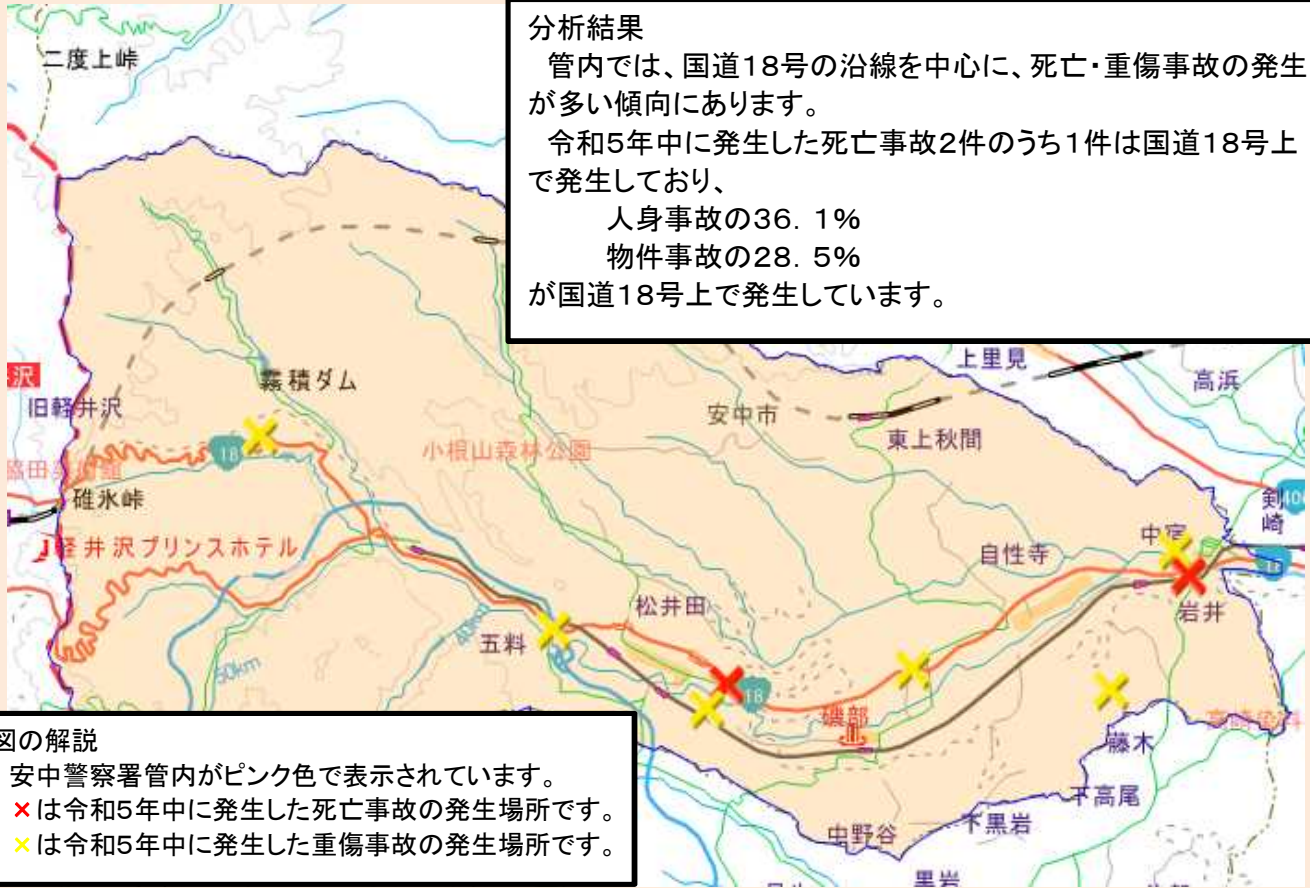 分析結果
管内では、国道18号の沿線を中心に、死亡・重傷事故の発生
が多い傾向にあります。
令和5年中に発生した死亡事故2件のうち1件は国道18号上
で発生しており、
人身事故の36.1%
物件事故の28.5%
が国道18号上で発生しています。
二度上峠
上里見
高浜
沢
旧軽井沢
霧積ダム
安中市
東上秋間
小根山森林公園
18
碓氷峠
軽井沢プリンスホテル
剣崎
中宿
18
自性寺
岩井
松井田
五料
40km
50km
18
磯部
藤木
下高尾
中野谷
下黒岩
黒岩
図の解説
安中警察署管内がピンク色で表示されています。
×は令和5年中に発生した死亡事故の発生場所です。
×は令和5年中に発生した重傷事故の発生場所です。